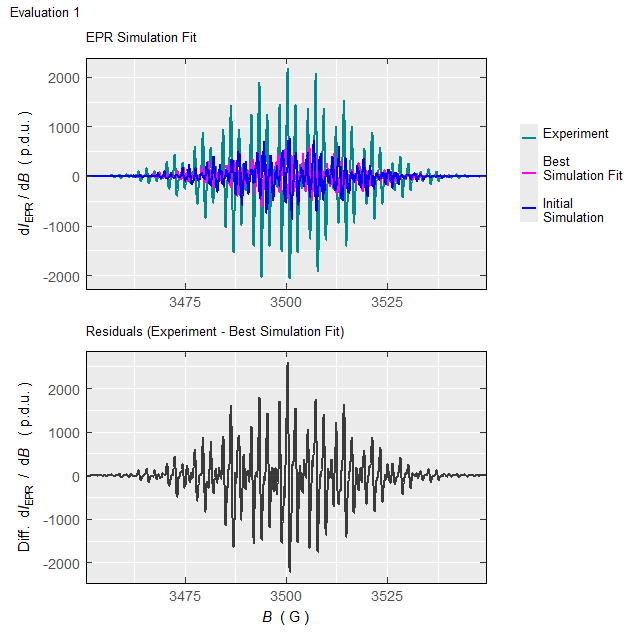 Evaluation 1
EPR Simulation Fit
dI_EPR / dB ( p.d.u. )
2000
1000
0
-1000
-2000
3475
3500
3525
Experiment
Best
Simulation Fit
Initial
Simulation
Residuals (Experiment - Best Simulation Fit)
Diff. dI_EPR / dB ( p.d.u. )
2000
1000
0
-1000
-2000
3475
3500
3525
B ( G )